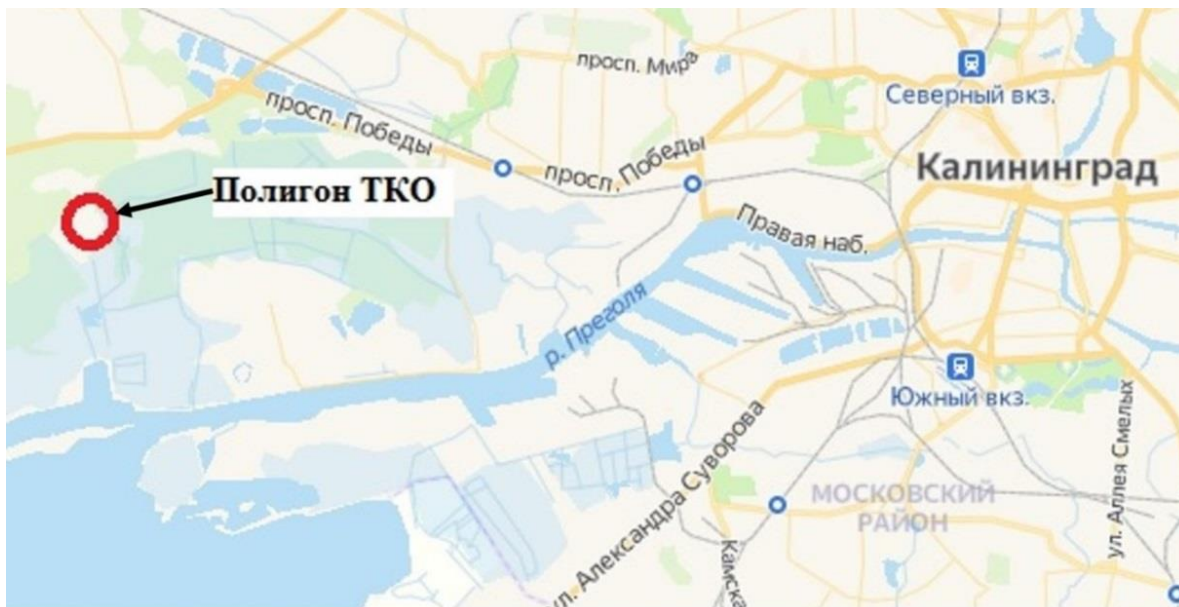 просп. Мира
Северный вкз.
просп. Победы
просп. Победы
Калининград
Полигон ТКО
Правая наб.
р. Преголя
Южный вкз.
ул. Александра Суворова
ул. Аллея Смелых
МОСКОВСКИЙ
РАЙОН
Камска